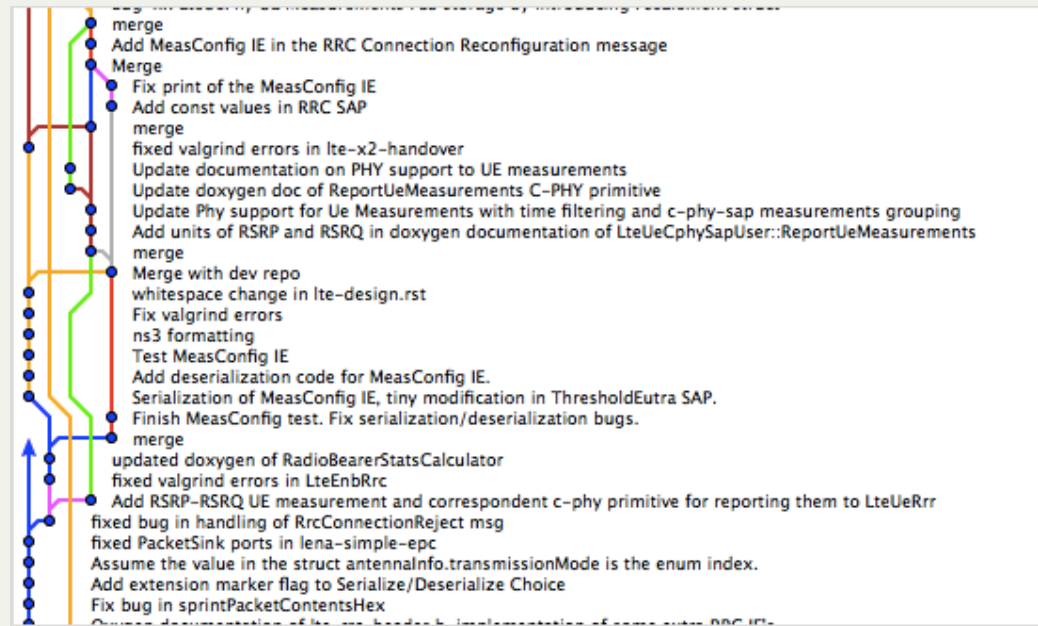 merge
Add MeasConfig IE in the RRC Connection Reconfiguration message
Merge
Fix print of the MeasConfig IE
Add const values in RRC SAP
merge
fixed valgrind errors in lte-x2-handover
Update documentation on PHY support to UE measurements
Update doxygen doc of ReportUeMeasurements C-PHY primitive
Update Phy support for Ue Measurements with time filtering and c-phy-sap measurements grouping
Add units of RSRP and RSRQ in doxygen documentation of LteUeCphySapUser::ReportUeMeasurements
merge
Merge with dev repo
whitespace change in lte-design.rst
Fix valgrind errors
ns3 formatting
Test MeasConfig IE
Add deserialization code for MeasConfig IE.
Serialization of MeasConfig IE, tiny modification in ThresholdEutra SAP.
Finish MeasConfig test. Fix serialization/deserialization bugs.
merge
updated doxygen of RadioBearerStatsCalculator
fixed valgrind errors in LteEnbRrc
Add RSRP-RSRQ UE measurement and correspondent c-phy primitive for reporting them to LteUeRrr
fixed bug in handling of RrcConnectionReject msg
fixed PacketSink ports in lena-simple-epc
Assume the value in the struct antennaInfo.transmissionMode is the enum index.
Add extension marker flag to Serialize/Deserialize Choice
Fix bug in sprintPacketContentsHex